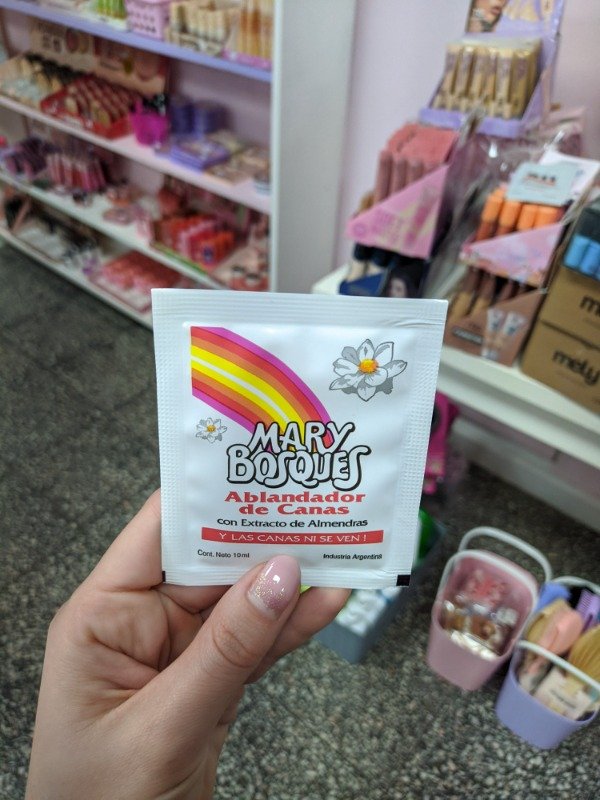 MARY
BOSQUES
Ablandador
de Canas
con Extracto de Almendras
Y LAS CANAS NI SE VEN !
Cont. Neto 10ml
Industria Argentina